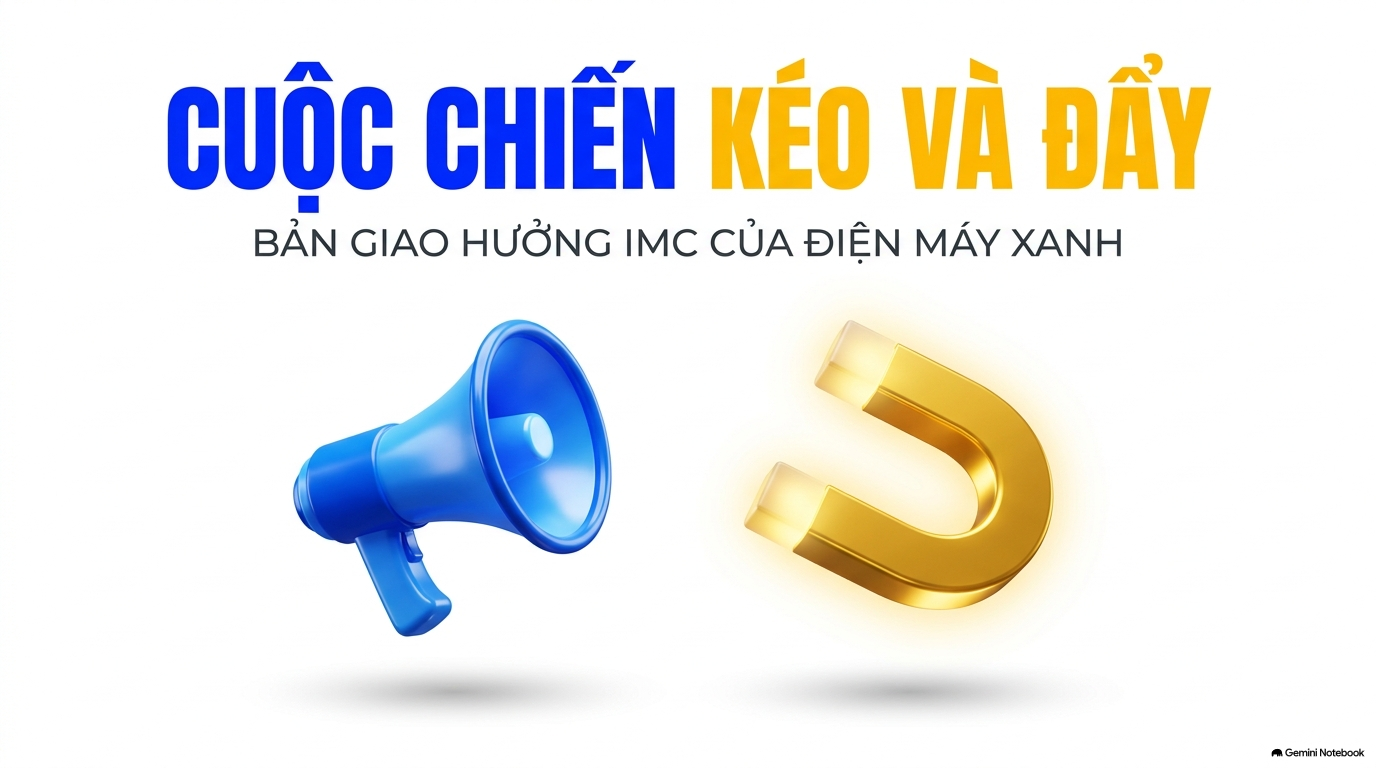 CUỘC CHIẾN KÉO VÀ ĐẨY
BẢN GIAO HƯỞNG IMC CỦA ĐIỆN MÁY XANH
Gemini Notebook